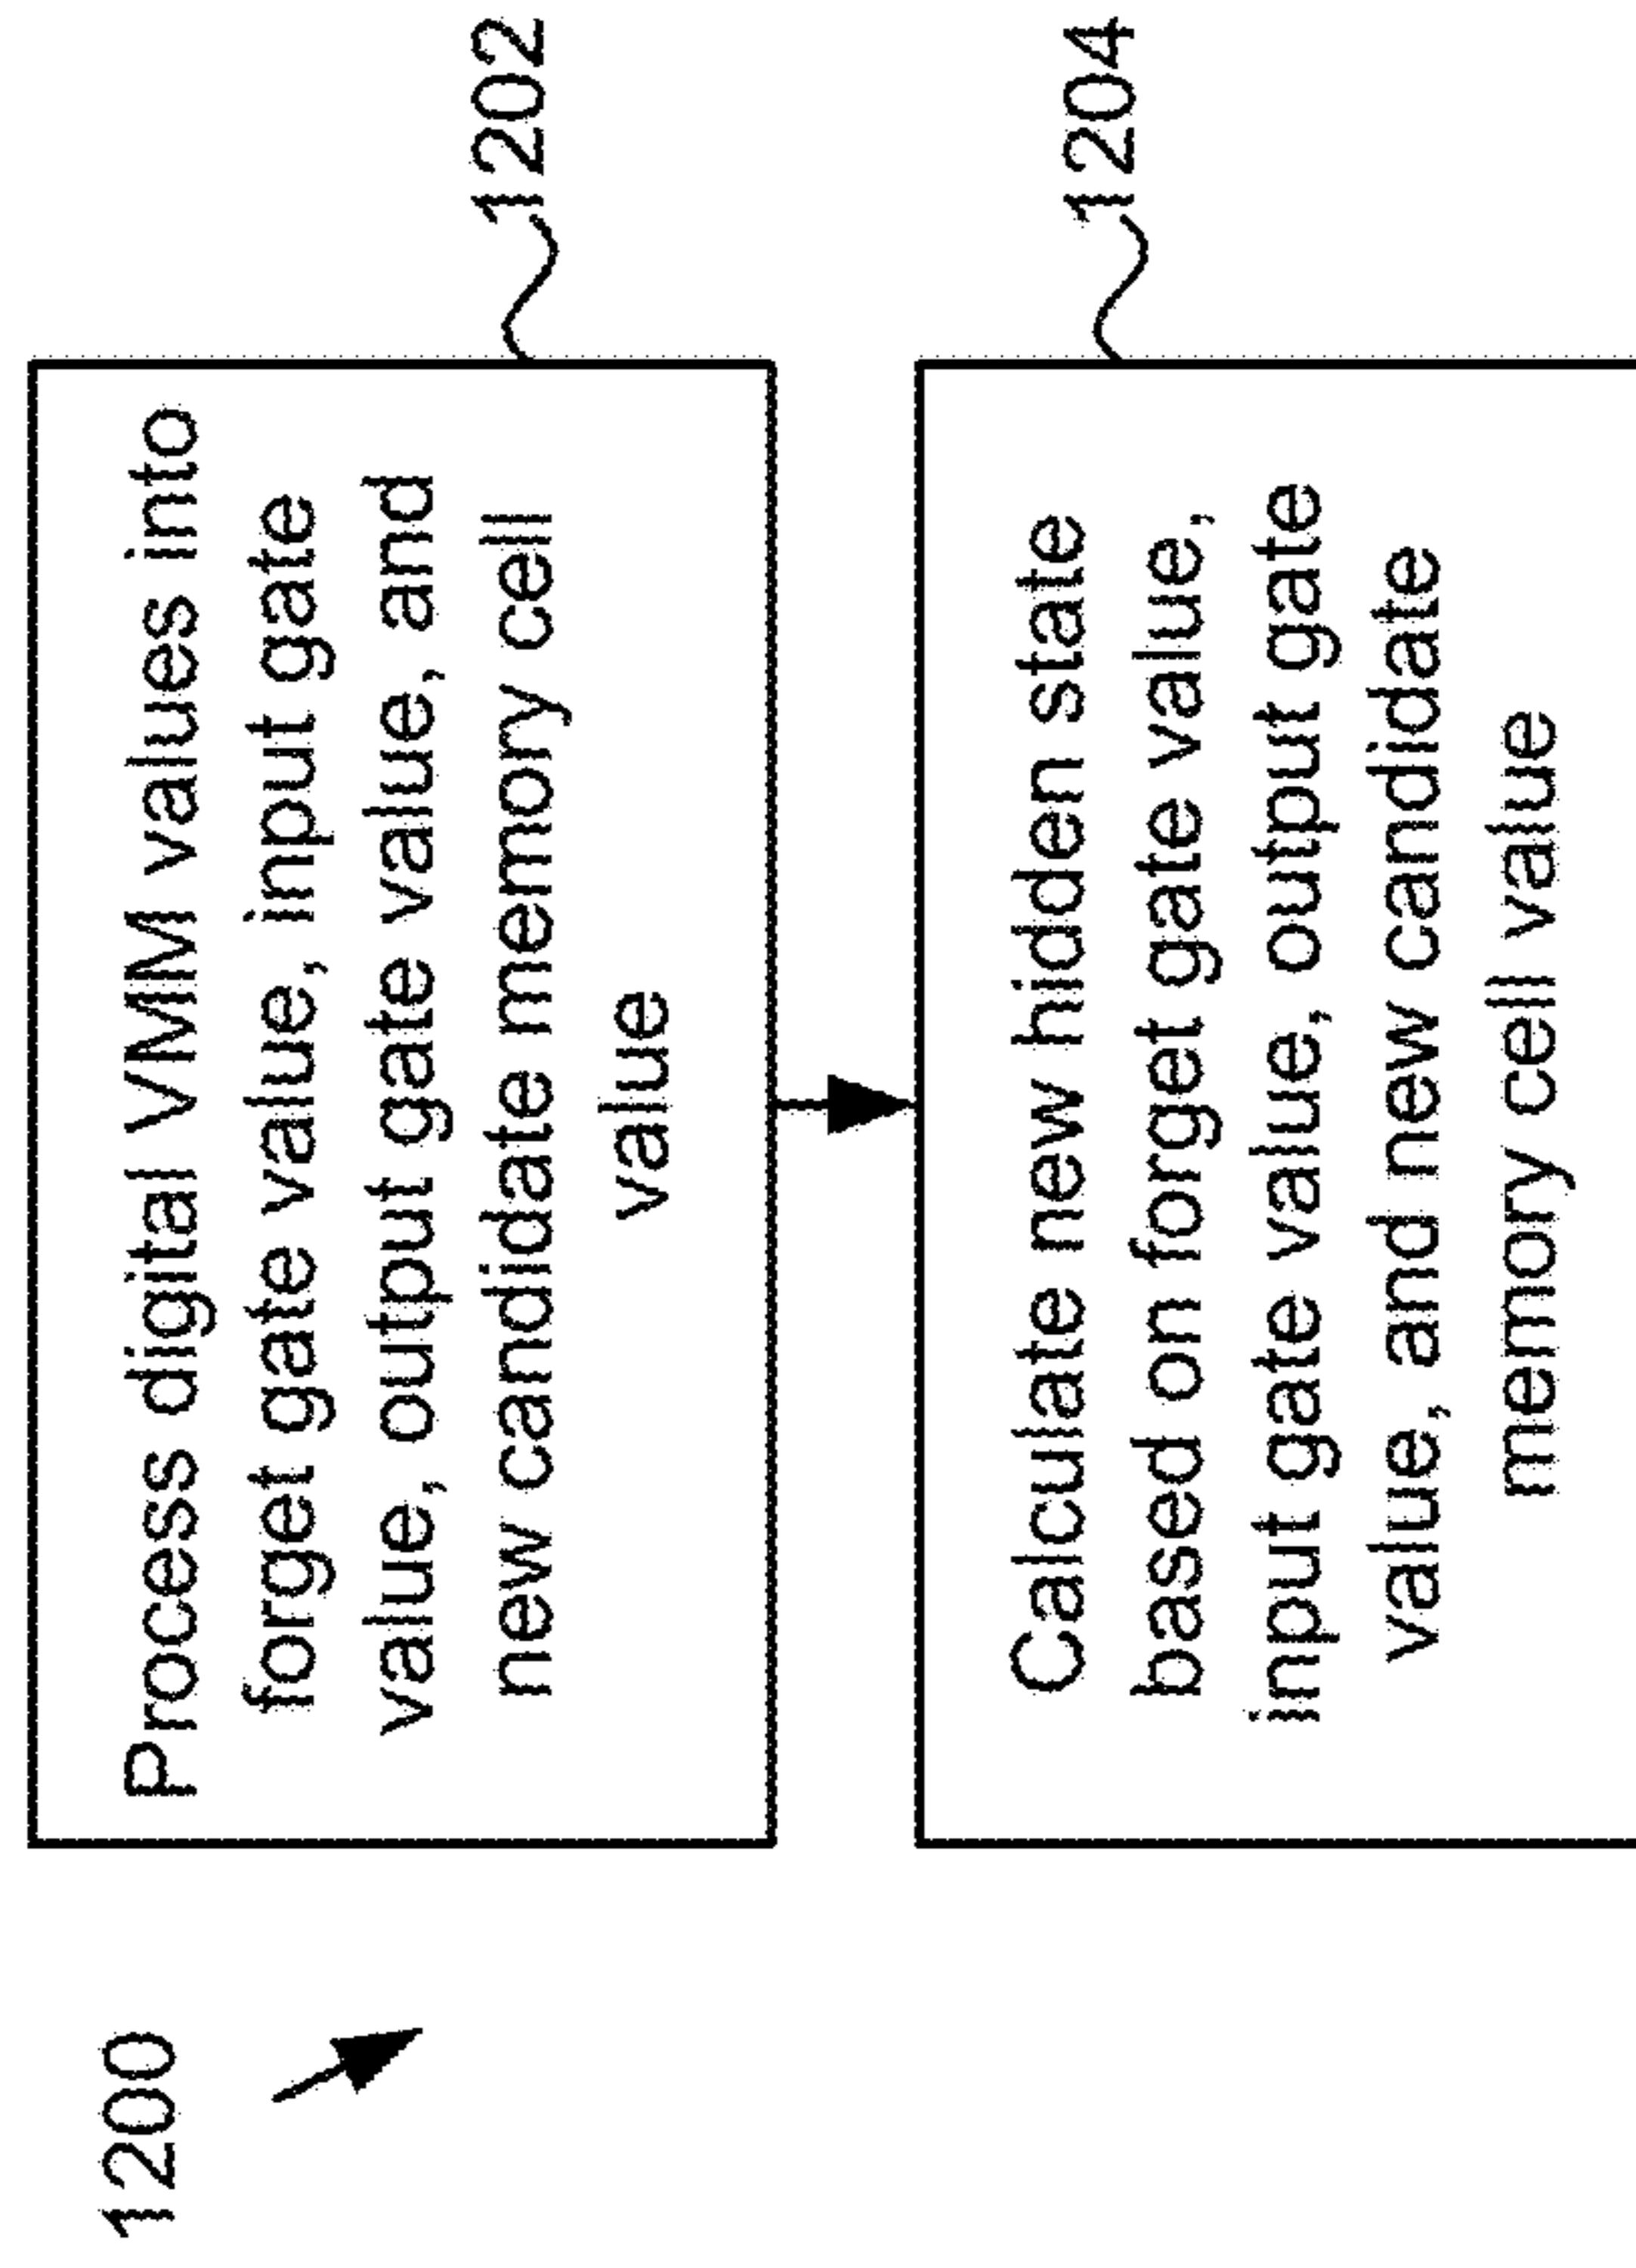 1200
Process digital VMM values into
forget gate value, input gate
value, output gate value, and
new candidate memory cell
value
1202
Calculate new hidden state
based on forget gate value,
input gate value, output gate
value, and new candidate
memory cell value
1204